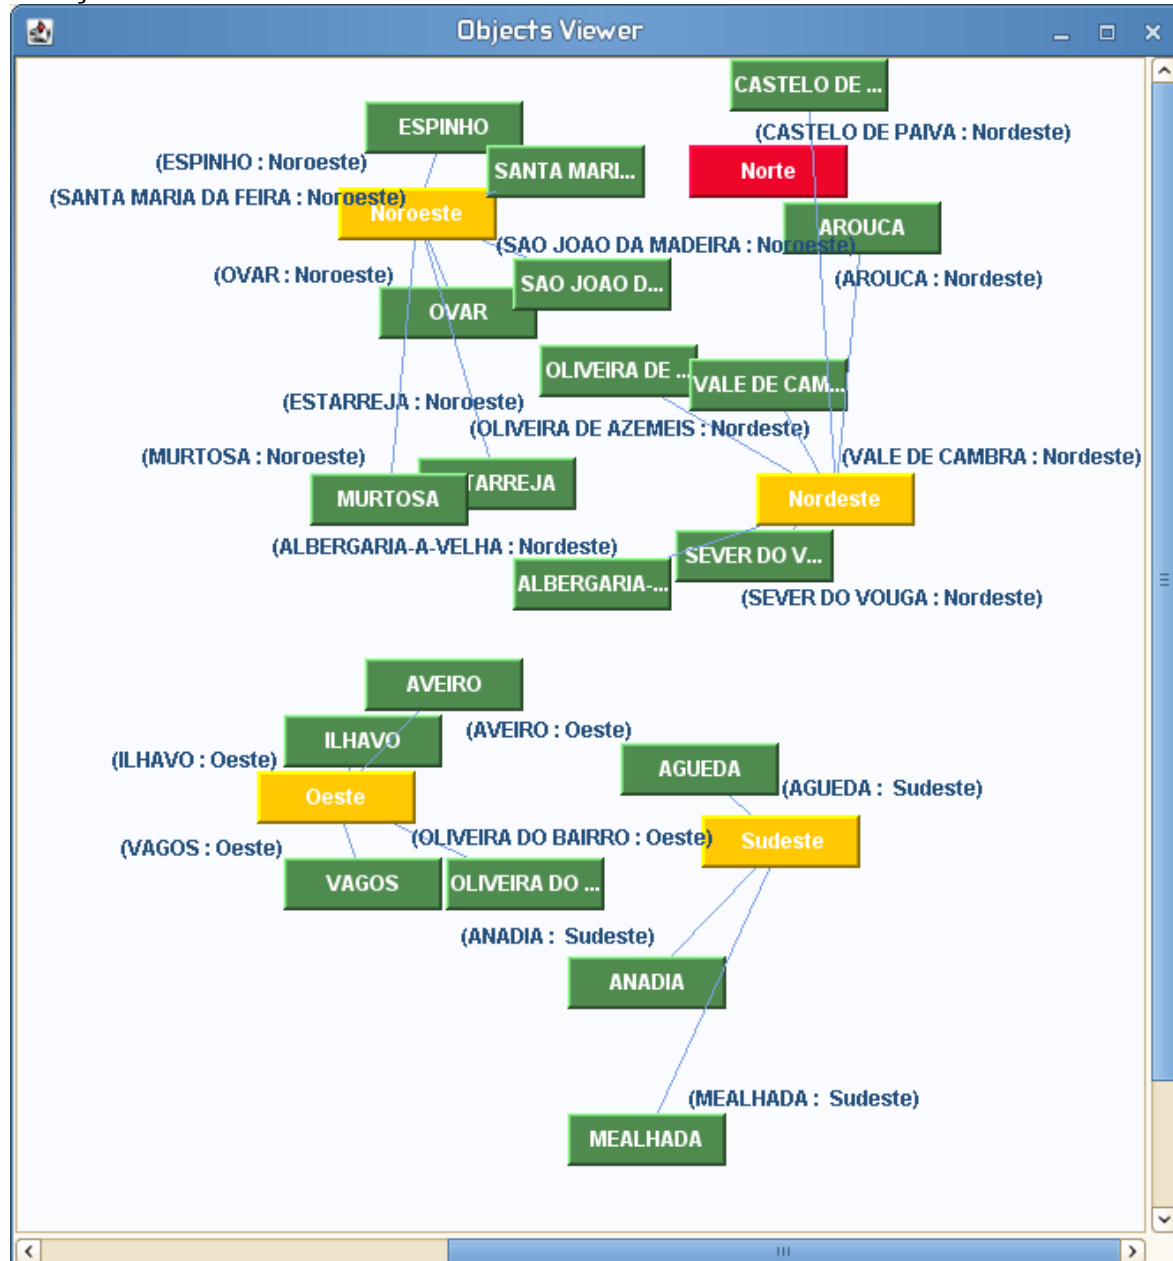 Objects Viewer
CASTELO DE ...
ESPINHO
(CASTELO DE PAIVA : Nordeste)
(ESPINHO : Noroeste)
SANTA MARI...
Norte
(SANTA MARIA DA FEIRA : Noroeste)
Noroeste
AROUCA
(SAO JOAO DA MADEIRA : Noroeste)
(OVAR : Noroeste)
(AROUCA : Nordeste)
SAO JOAO D...
OVAR
OLIVEIRA DE ...
VALE DE CAM...
(ESTARREJA : Noroeste)
(OLIVEIRA DE AZEMEIS : Nordeste)
(MURTOSA : Noroeste)
(VALE DE CAMBRA : Nordeste)
TARREJA
MURTOSA
Nordeste
(ALBERGARIA-A-VELHA : Nordeste)
SEVER DO V...
ALBERGARIA-...
(SEVER DO VOUGA : Nordeste)
AVEIRO
(AVEIRO : Oeste)
ILHAVO
(ILHAVO : Oeste)
AGUEDA
(AGUEDA : Sudeste)
Oeste
(OLIVEIRA DO BAIRRO : Oeste)
Sudeste
(VAGOS : Oeste)
VAGOS
OLIVEIRA DO ...
(ANADIA : Sudeste)
ANADIA
(MEALHADA : Sudeste)
MEALHADA